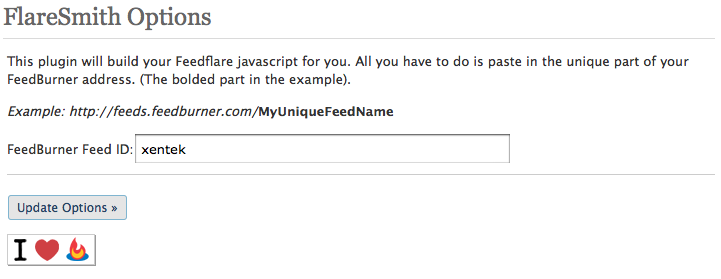 FlareSmith Options
This plugin will build your Feedflare javascript for you. All you have to do is paste in the unique part of your
FeedBurner address. (The bolded part in the example).
Example: http://feeds.feedburner.com/MyUniqueFeedName
FeedBurner Feed ID: xentek
Update Options »
I